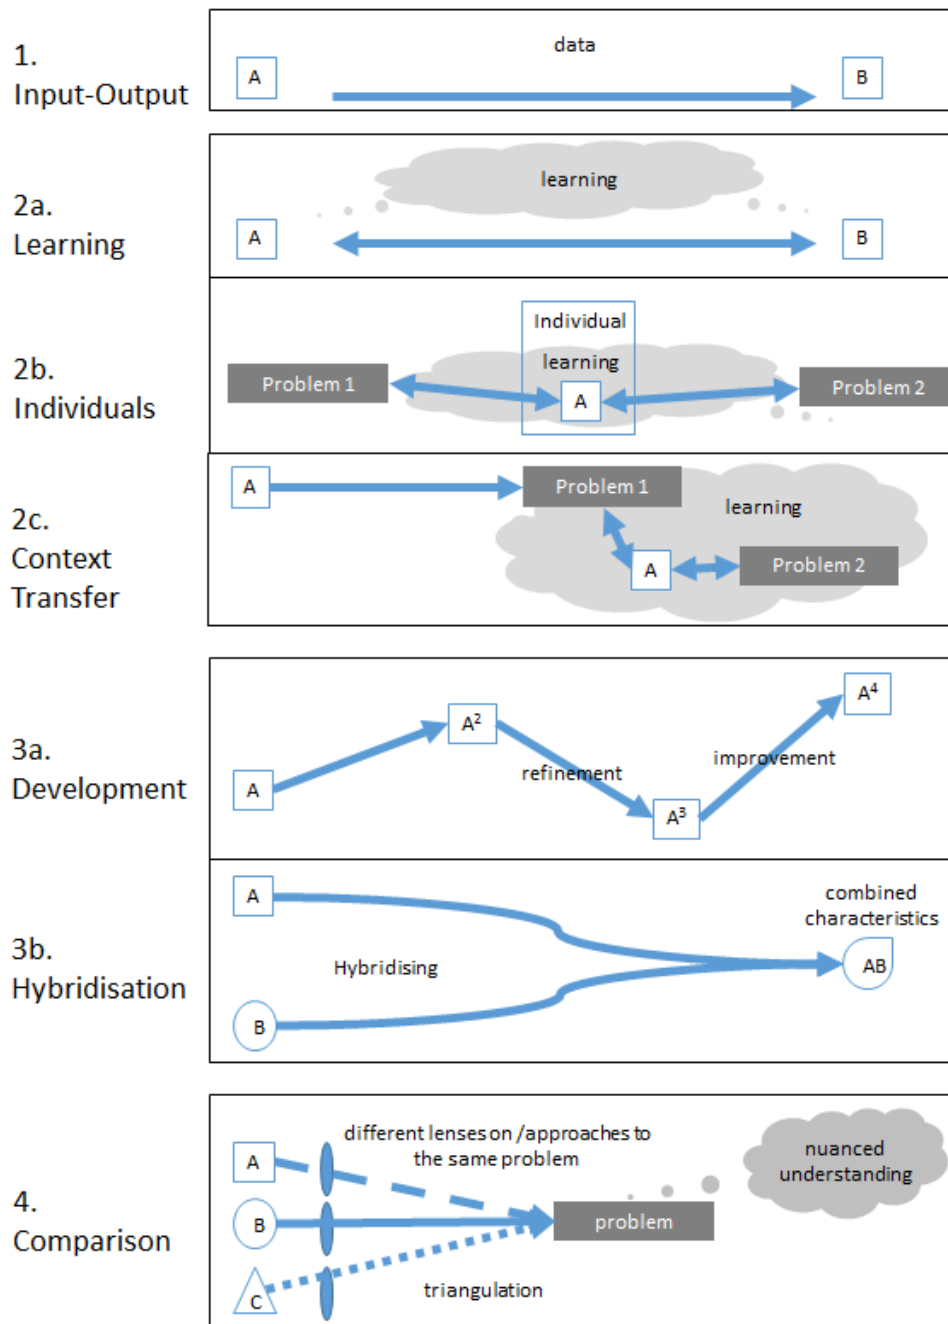 1.
Input-Output
data
A
B
2a.
Learning
learning
A
B
2b.
Individuals
Individual
learning
Problem 1
A
Problem 2
2c.
Context
Transfer
A
Problem 1
learning
A
Problem 2
3a.
Development
A
A²
refinement
A³
improvement
A⁴
3b.
Hybridisation
A
Hybridising
B
combined
characteristics
AB
4.
Comparison
A
B
C
different lenses on /approaches to
the same problem
problem
triangulation
nuanced
understanding